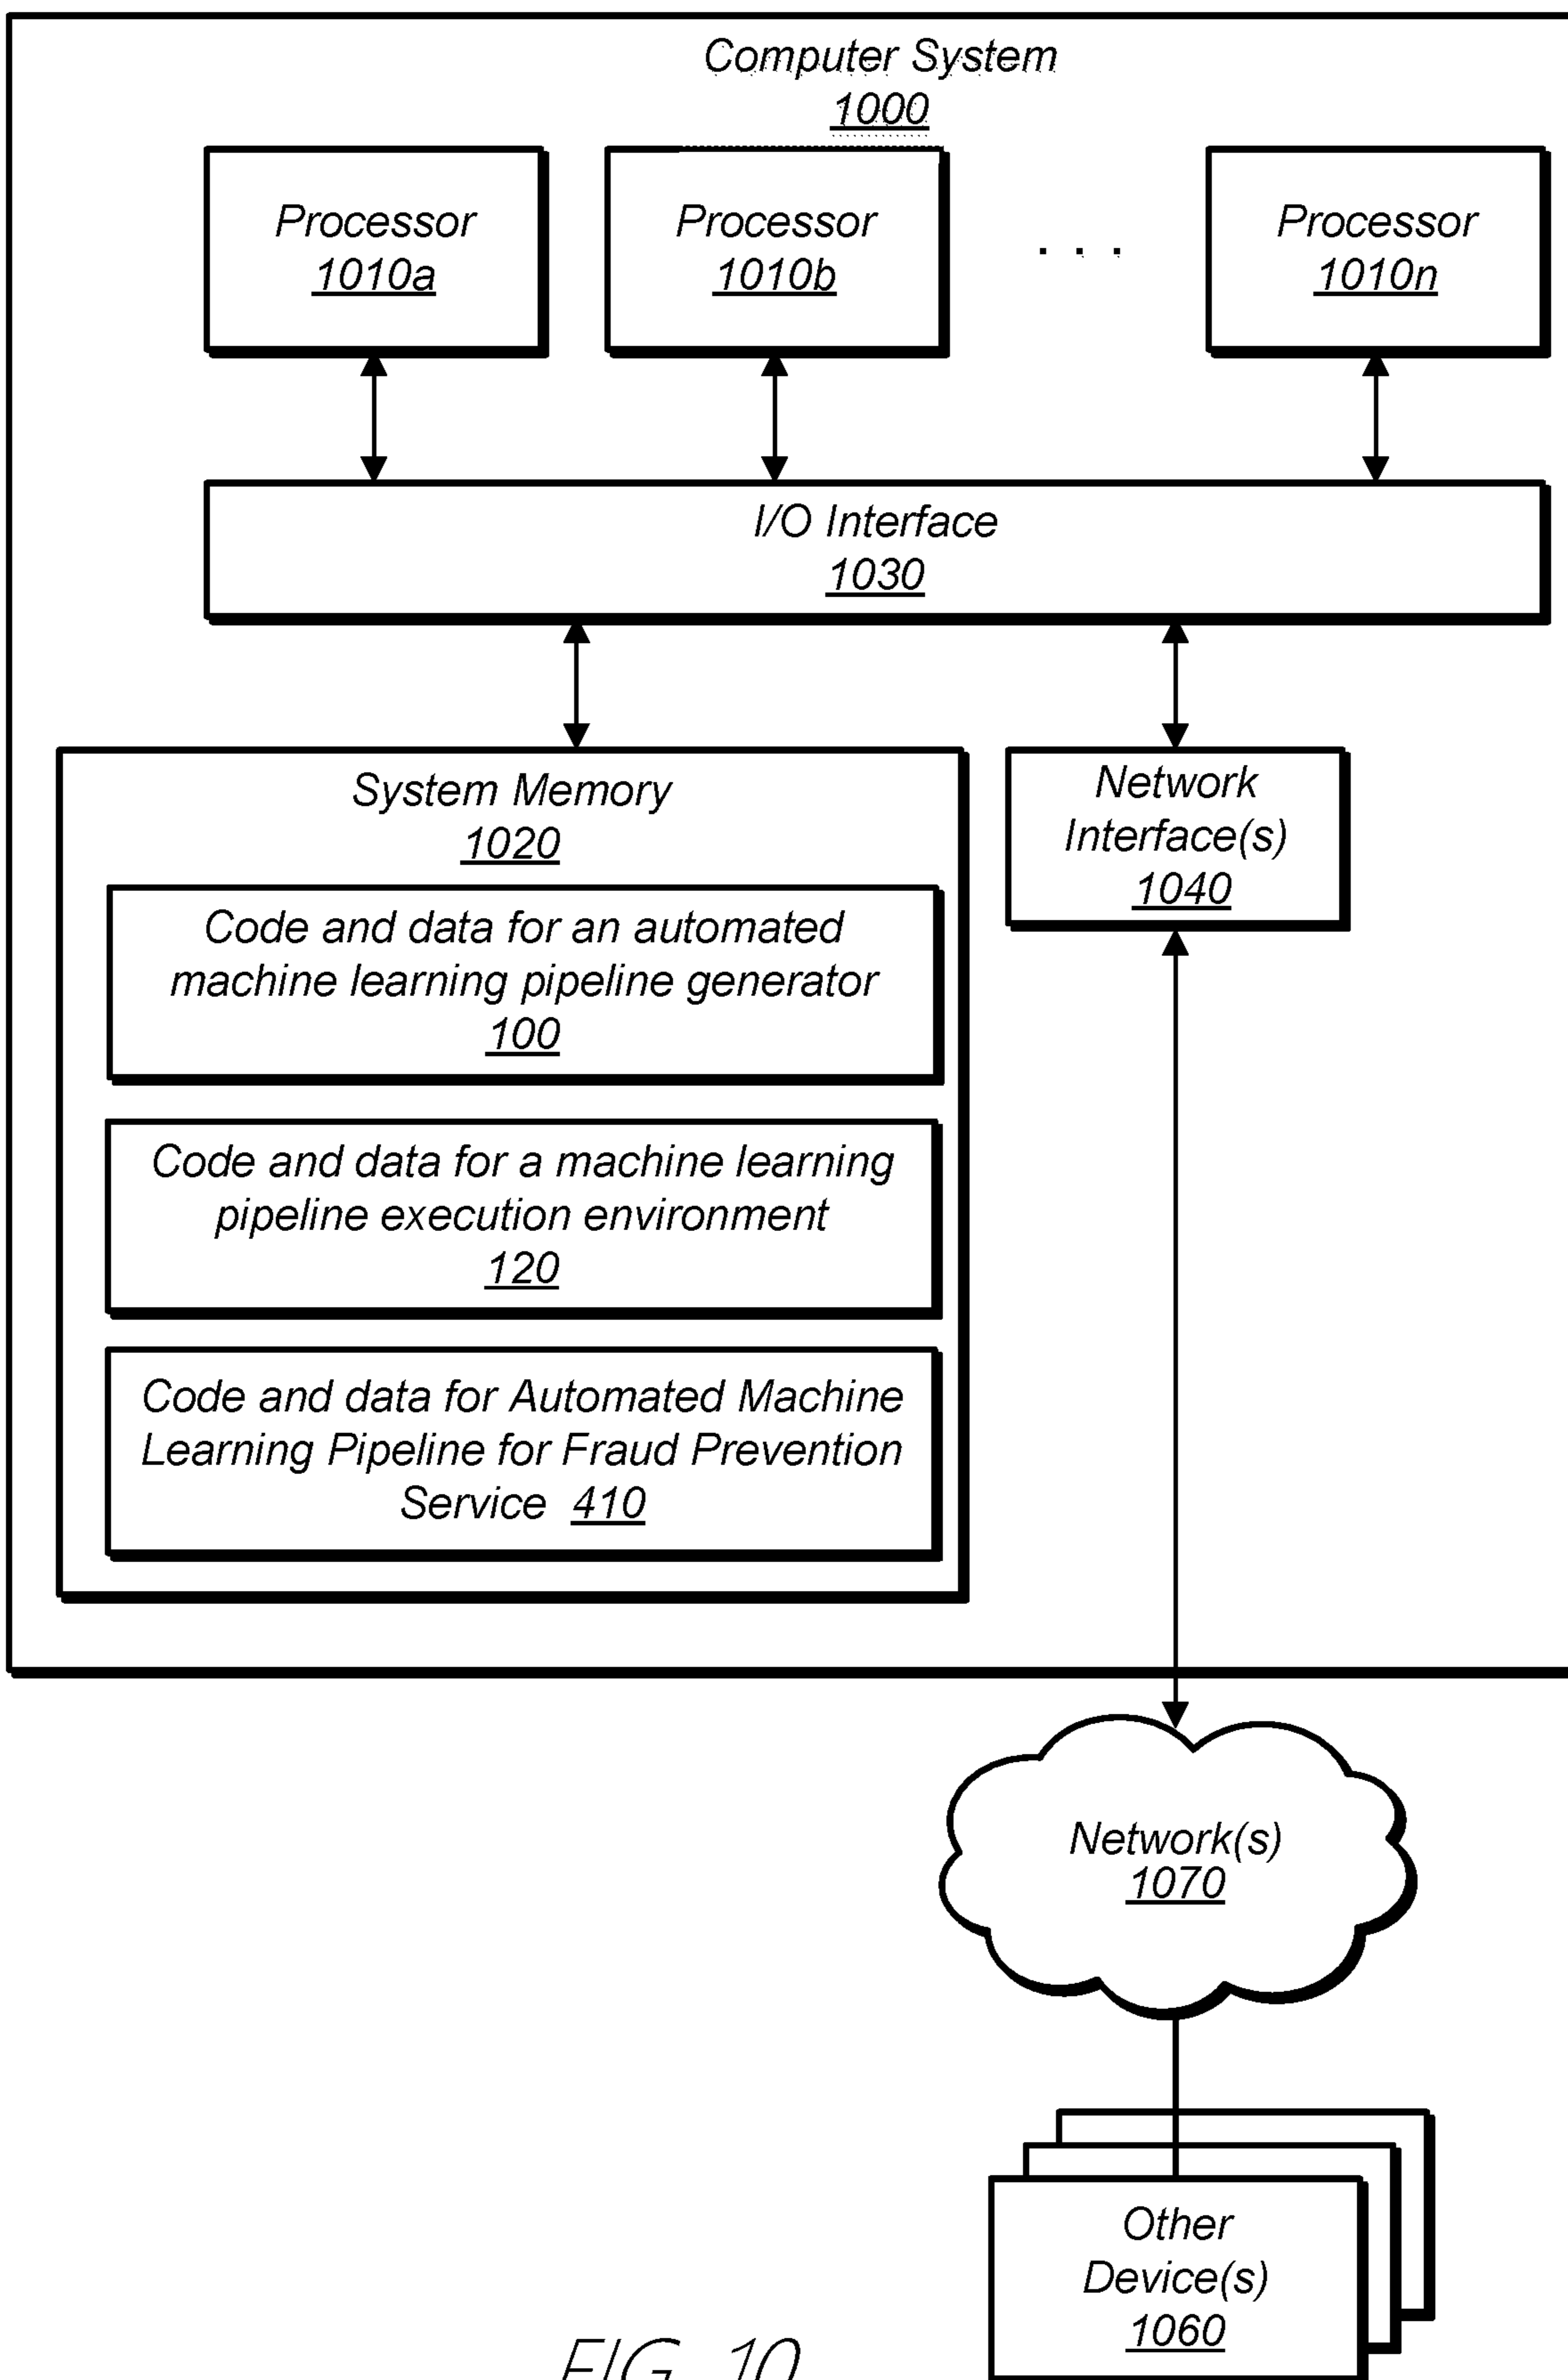 Computer System
1000
Processor
1010a
Processor
1010b
. . .
Processor
1010n
I/O Interface
1030
System Memory
1020
Code and data for an automated
machine learning pipeline generator
100
Code and data for a machine learning
pipeline execution environment
120
Code and data for Automated Machine
Learning Pipeline for Fraud Prevention
Service 410
Network
Interface(s)
1040
Network(s)
1070
Other
Device(s)
1060
FIG. 10